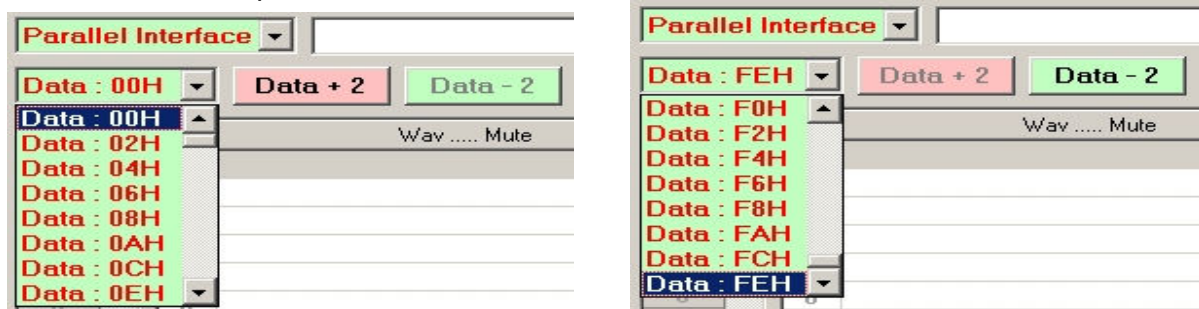 Parallel Interface
Data : 00H Data + 2 Data - 2
Data : 00H
Wav ..... Mute
Data : 02H
Data : 04H
Data : 06H
Data : 08H
Data : 0AH
Data : 0CH
Data : 0EH
Parallel Interface
Data : FEH Data + 2 Data - 2
Data : F0H
Wav ..... Mute
Data : F2H
Data : F4H
Data : F6H
Data : F8H
Data : FAH
Data : FCH
Data : FEH